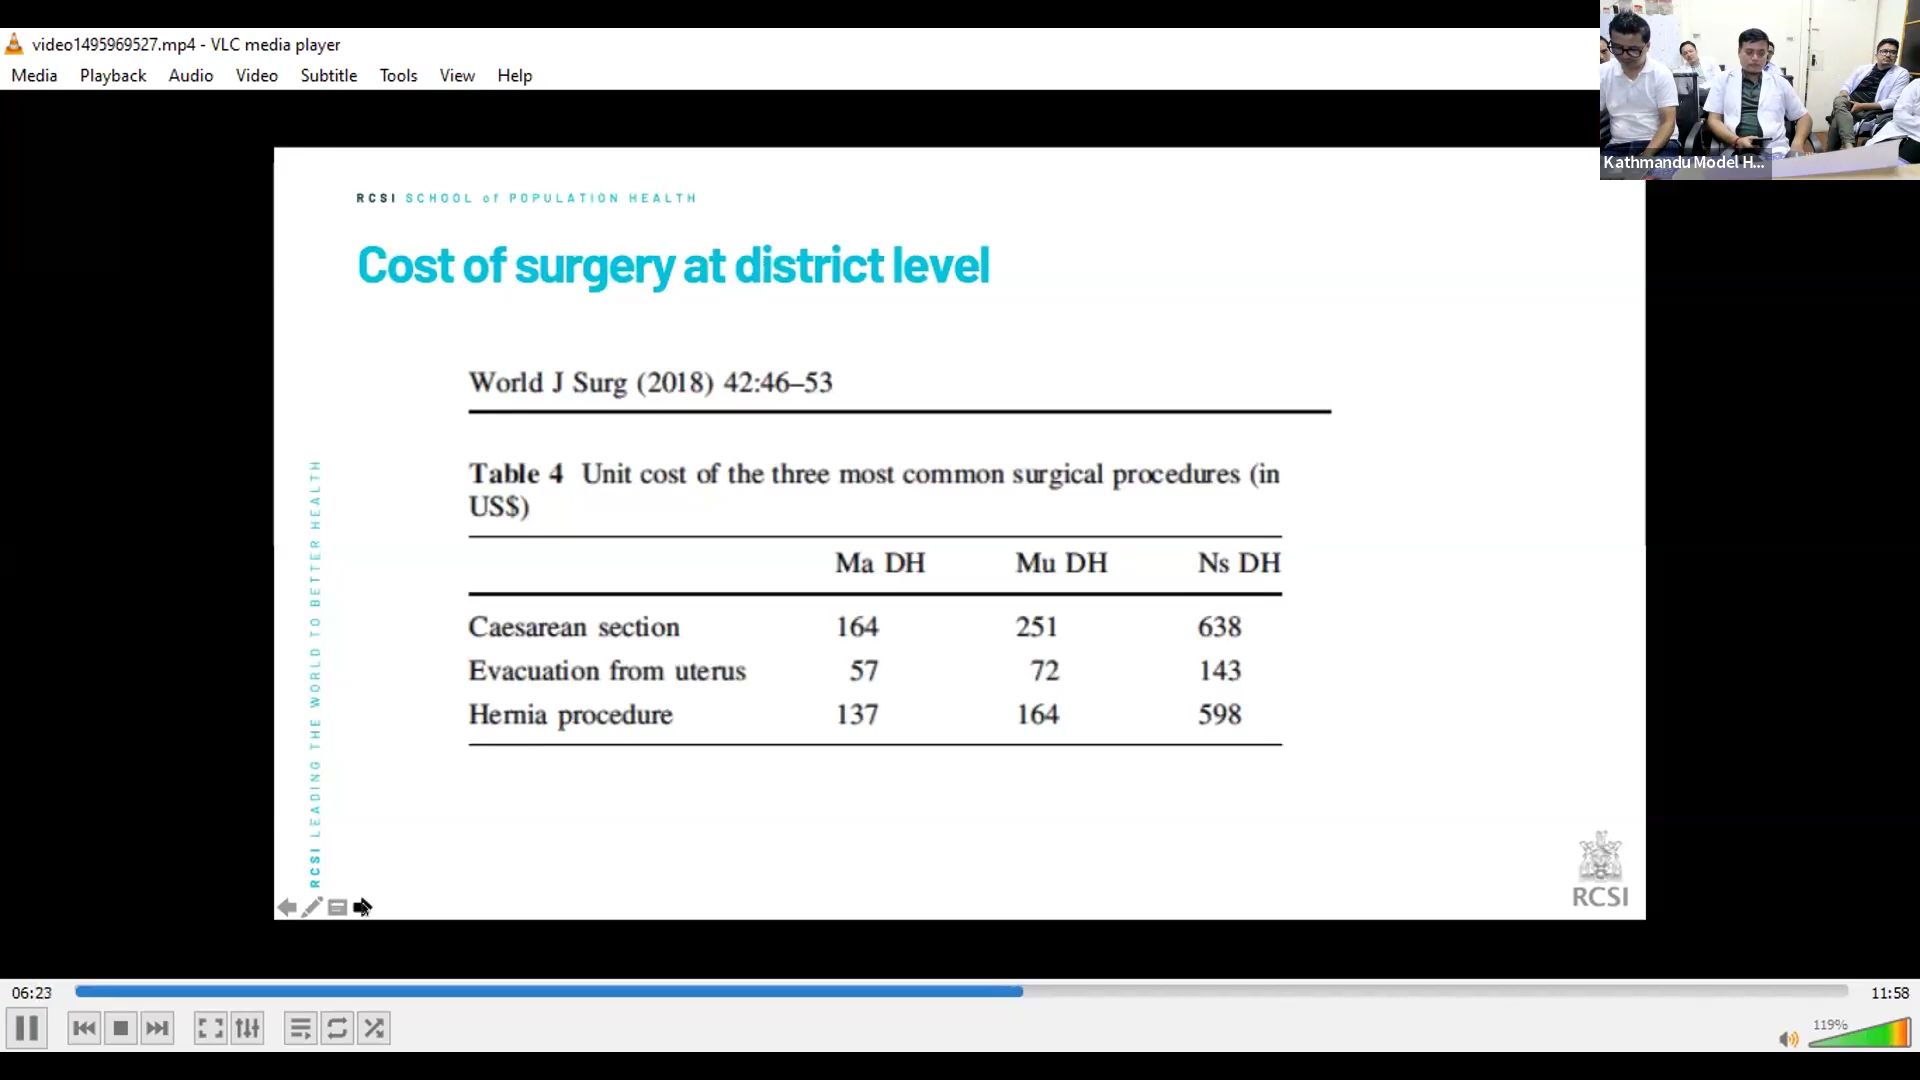 video1495969527.mp4 - VLC media player
Media Playback Audio Video Subtitle Tools View Help
Kathmandu Model H...
RCSI SCHOOL of POPULATION HEALTH
Cost of surgery at district level
World J Surg (2018) 42:46–53
Table 4 Unit cost of the three most common surgical procedures (in
US$)
Ma DH Mu DH Ns DH
Caesarean section 164 251 638
Evacuation from uterus 57 72 143
Hernia procedure 137 164 598
RCSI LEADING THE WORLD TO BETTER HEALTH
RCSI
06:23 11:58
119%